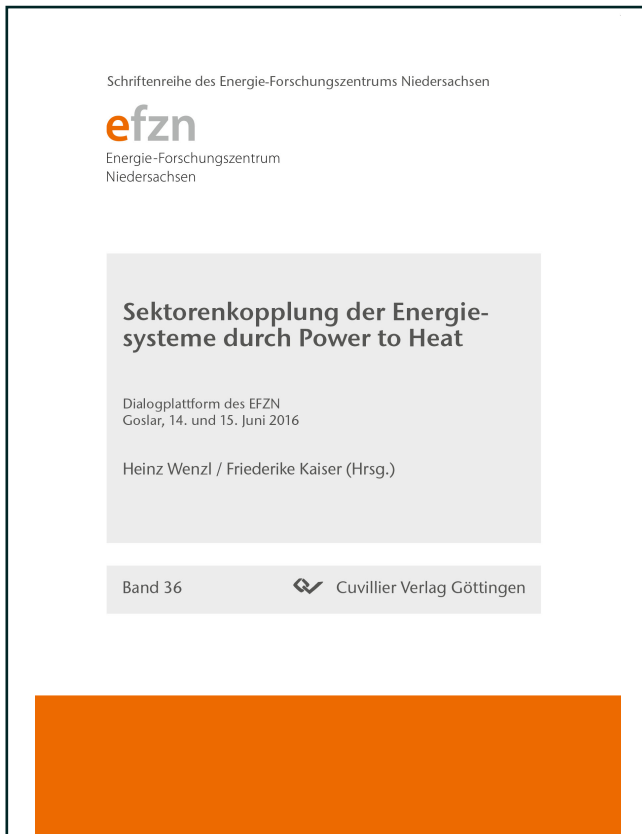 Schriftenreihe des Energie-Forschungszentrums Niedersachsen
efzn
Energie-Forschungszentrum
Niedersachsen
Sektorenkopplung der Energie-
systeme durch Power to Heat
Dialogplattform des EFZN
Goslar, 14. und 15. Juni 2016
Heinz Wenzl / Friederike Kaiser (Hrsg.)
Band 36 Cuvillier Verlag Göttingen